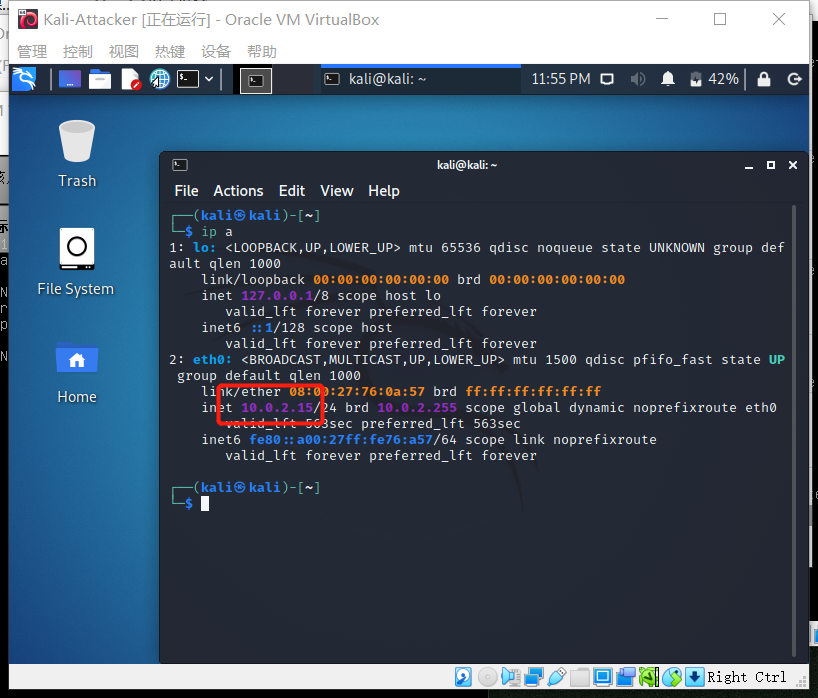 Kali-Attacker [正在运行] - Oracle VM VirtualBox
管理 控制 视图 热键 设备 帮助
kali@kali: ~ 11:55 PM 42%
Trash
File System
Home
kali@kali: ~
File Actions Edit View Help
┌──(kali㉿kali)-[~]
└─$ ip a
1: lo: <LOOPBACK,UP,LOWER_UP> mtu 65536 qdisc noqueue state UNKNOWN group def
ault qlen 1000
link/loopback 00:00:00:00:00:00 brd 00:00:00:00:00:00
inet 127.0.0.1/8 scope host lo
valid_lft forever preferred_lft forever
inet6 ::1/128 scope host
valid_lft forever preferred_lft forever
2: eth0: <BROADCAST,MULTICAST,UP,LOWER_UP> mtu 1500 qdisc pfifo_fast state UP
group default qlen 1000
link/ether 08:00:27:76:0a:57 brd ff:ff:ff:ff:ff:ff
inet 10.0.2.15/24 brd 10.0.2.255 scope global dynamic noprefixroute eth0
valid_lft 563sec preferred_lft 563sec
inet6 fe80::a00:27ff:fe76:a57/64 scope link noprefixroute
valid_lft forever preferred_lft forever
┌──(kali㉿kali)-[~]
└─$
Right Ctrl